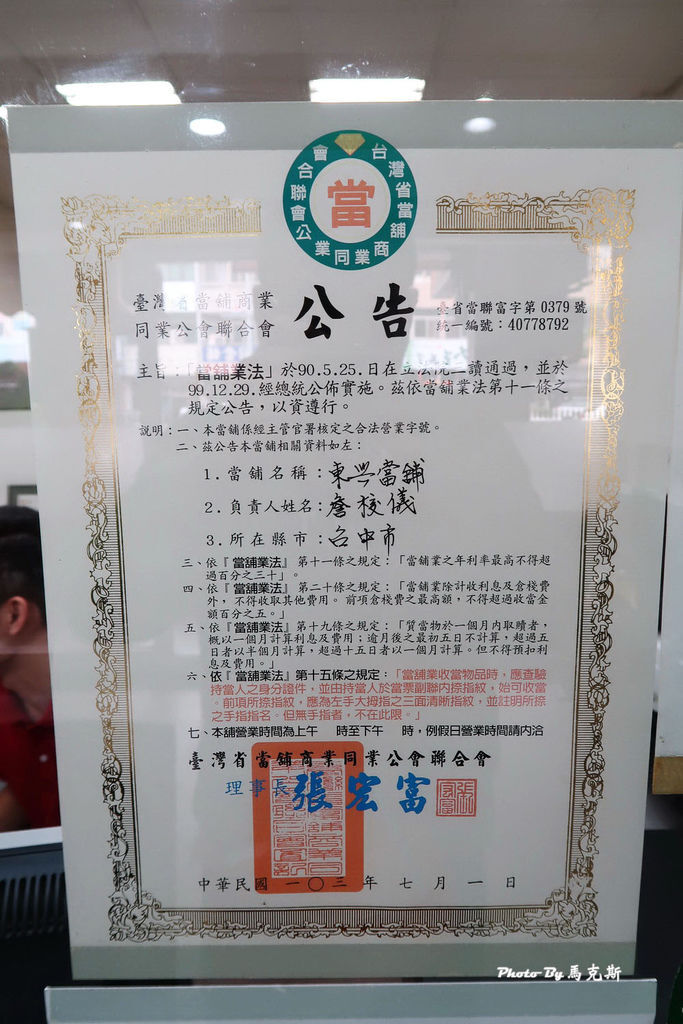 台灣省當舖商業同業公會聯合會
當
臺灣省當舖商業
同業公會聯合會
公告
臺省當聯富字第0379號
統一編號：40778792
主旨：「當舖業法」於90.5.25.日在立法院三讀通過，並於
99.12.29.經總統公佈實施。茲依當舖業法第十一條之
規定公告，以資遵行。
說明：一、本當舖係經主管官署核定之合法營業字號。
二、茲公告本當舖相關資料如左：
1.當舖名稱：東興當舖
2.負責人姓名：詹校儀
3.所在縣市：台中市
三、依『當舖業法』第十一條之規定：「當舖業之年利率最高不得超
過百分之三十」。
四、依『當舖業法』第二十條之規定：「當舖業除計收利息及倉棧費
外，不得收取其他費用。前項倉棧費之最高額，不得超過收當金
額百分之五。」
五、依『當舖業法』第十九條之規定：「質當物於一個月內取贖者，
概以一個月計算利息及費用；逾月後之最初五日不計算，超過五
日者以半個月計算，超過十五日者以一個月計算。但不得預扣利
息及費用。」
六、依『當舖業法』第十五條之規定：「當舖業收當物品時，應查驗
持當人之身分證件，並由持當人於當票副聯內捺指紋，始可收當
。前項所捺指紋，應為左手大拇指之三面清晰指紋，並註明所捺
之手指指名。但無手指者，不在此限。」
七、本舖營業時間為上午　時至下午　時，例假日營業時間請內洽
臺灣省當舖商業同業公會聯合會
理事長 張宏富
中華民國一〇三年七月一日
Photo By 馬克斯